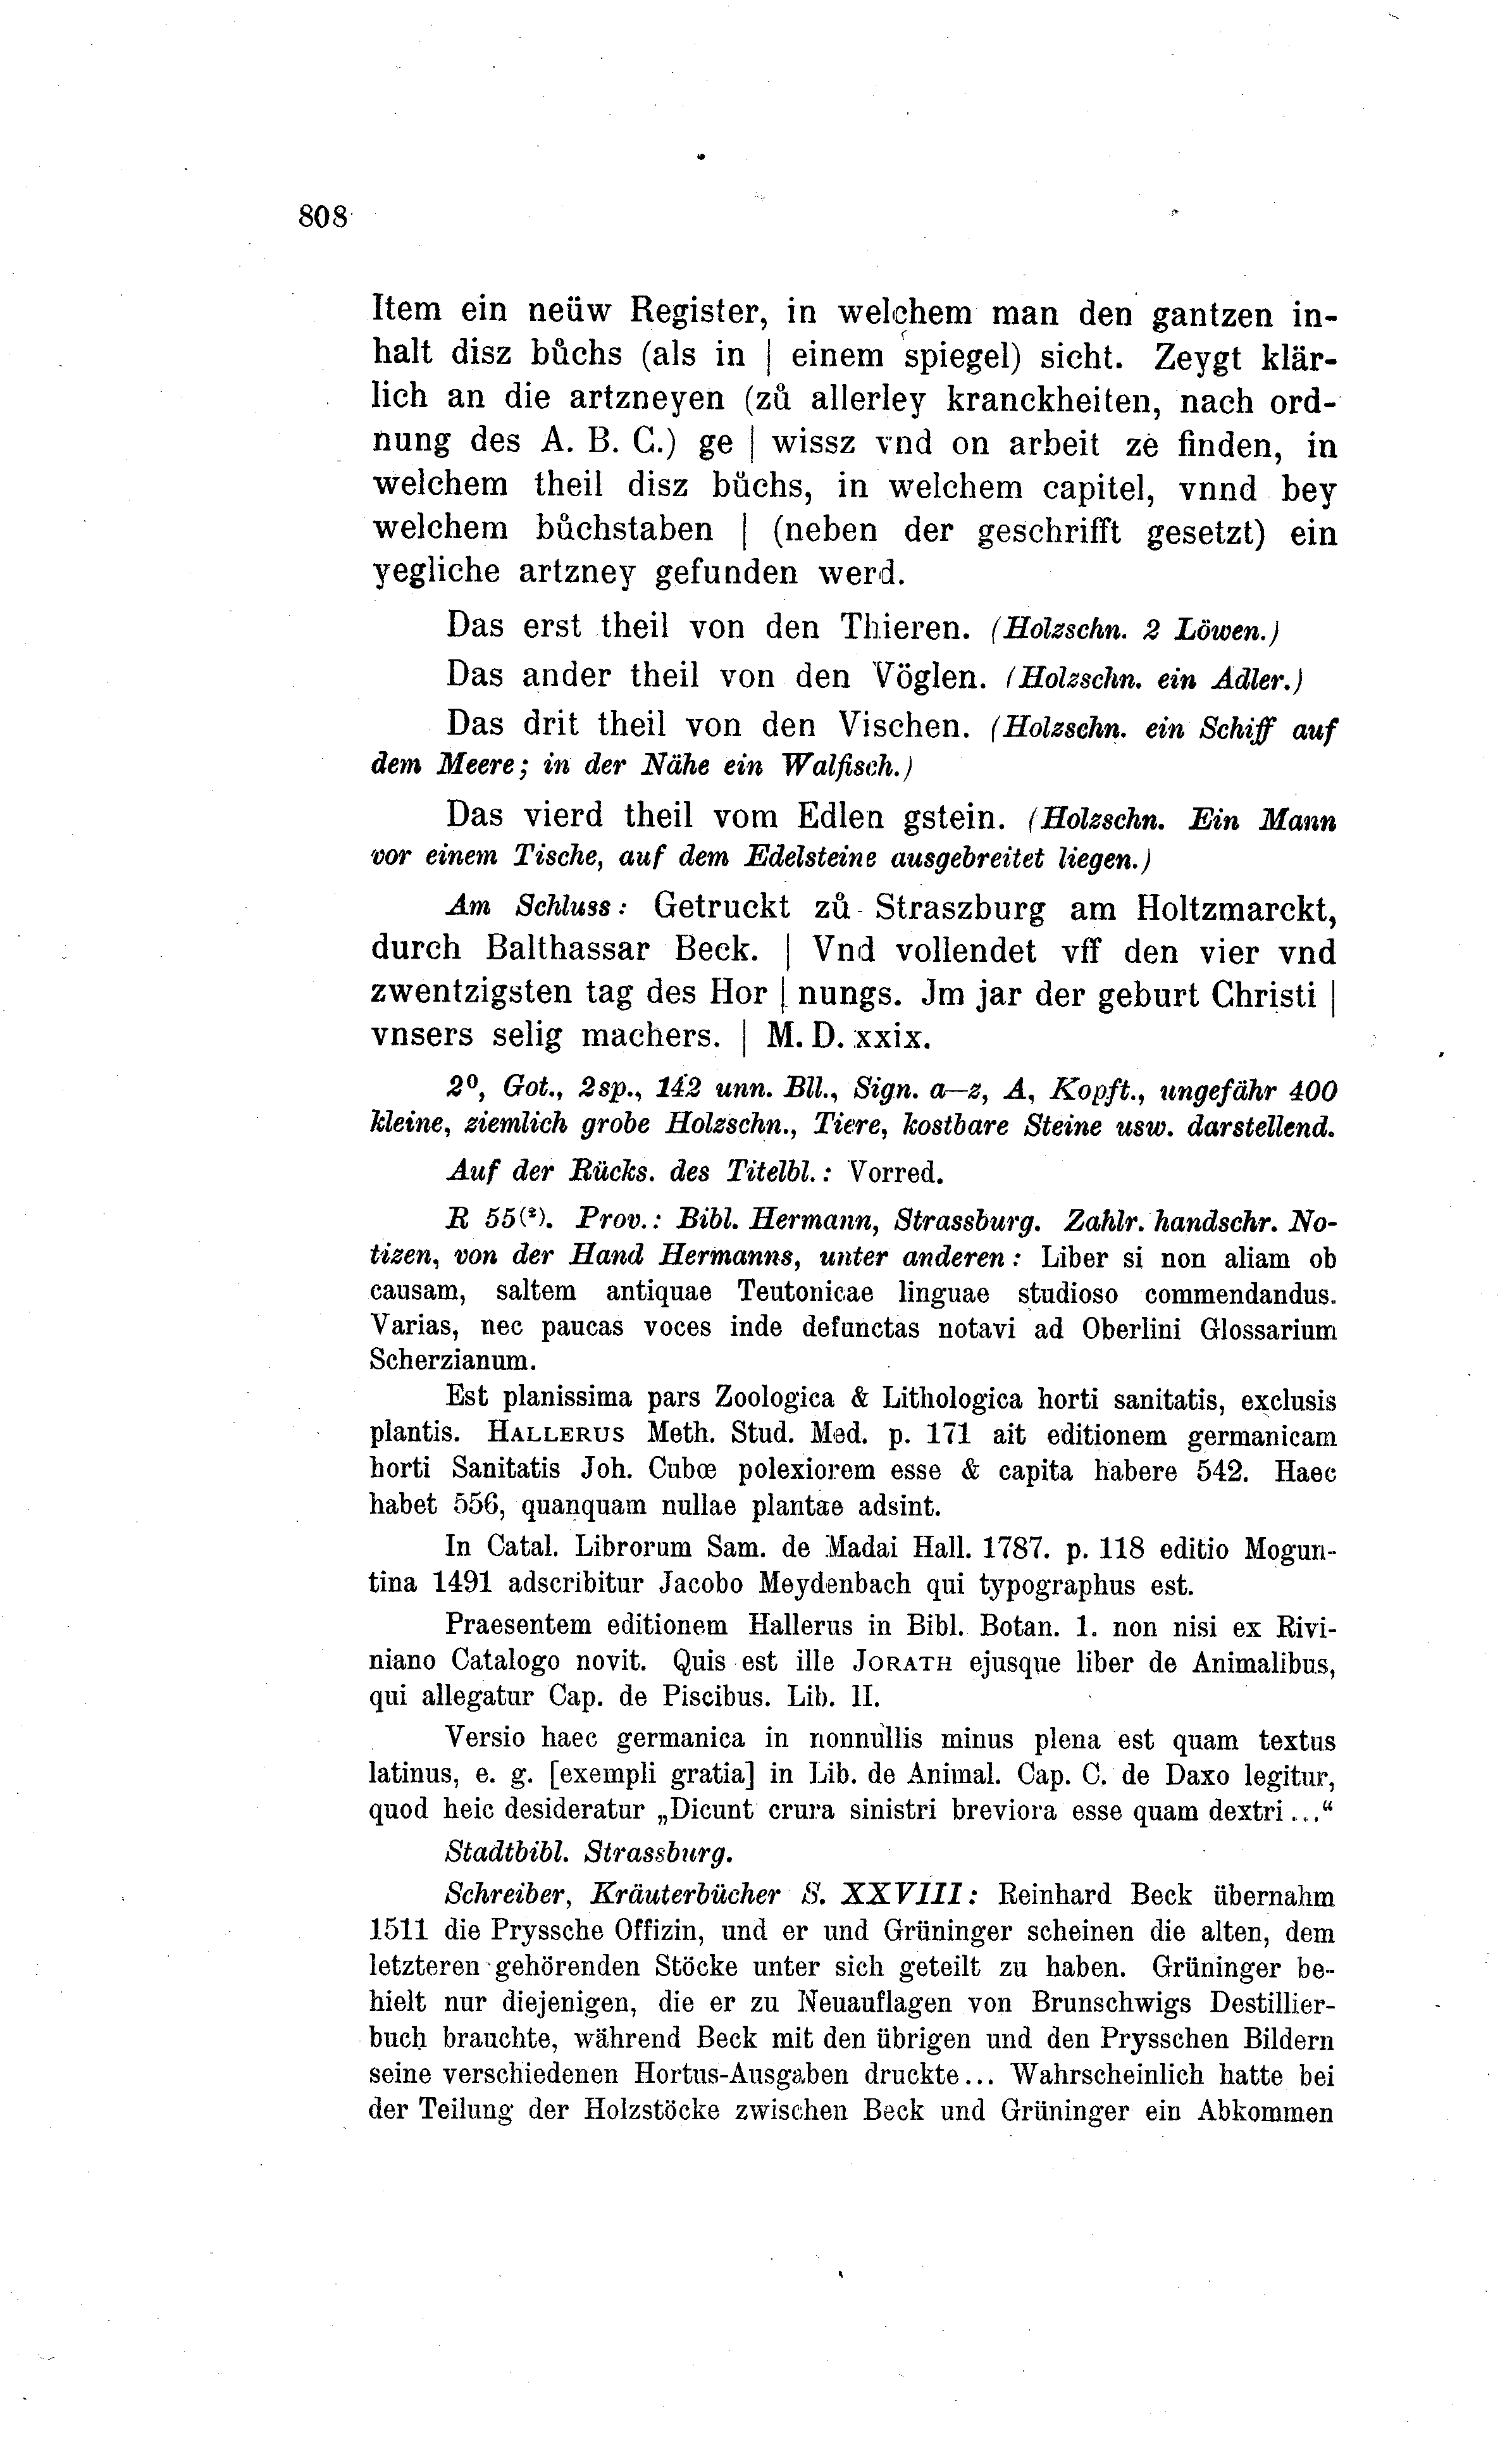 808
Item ein neüw Register, in welchem man den gantzen in-
halt disz bůchs (als in | einem spiegel) sicht. Zeygt klär-
lich an die artzneyen (zů allerley kranckheiten, nach ord-
nung des A. B. C.) ge | wissz vnd on arbeit ze finden, in
welchem theil disz bůchs, in welchem capitel, vnnd bey
welchem bůchstaben | (neben der geschrifft gesetzt) ein
yegliche artzney gefunden werd.
Das erst theil von den Thieren. (Holzschn. 2 Löwen.)
Das ander theil von den Vöglen. (Holzschn. ein Adler.)
Das drit theil von den Vischen. (Holzschn. ein Schiff auf
dem Meere; in der Nähe ein Walfisch.)
Das vierd theil vom Edlen gstein. (Holzschn. Ein Mann
vor einem Tische, auf dem Edelsteine ausgebreitet liegen.)
Am Schluss: Getruckt zů Straszburg am Holtzmarckt,
durch Balthassar Beck. | Vnd vollendet vff den vier vnd
zwentzigsten tag des Hor | nungs. Jm jar der geburt Christi |
vnsers selig machers. | M. D. xxix.
2⁰, Got., 2sp., 142 unn. Bll., Sign. a—z, A, Kopft., ungefähr 400
kleine, ziemlich grobe Holzschn., Tiere, kostbare Steine usw. darstellend.
Auf der Rücks. des Titelbl.: Vorred.
R 55(²). Prov.: Bibl. Hermann, Strassburg. Zahlr. handschr. No-
tizen, von der Hand Hermanns, unter anderen: Liber si non aliam ob
causam, saltem antiquae Teutonicae linguae studioso commendandus.
Varias, nec paucas voces inde defunctas notavi ad Oberlini Glossarium
Scherzianum.
Est planissima pars Zoologica & Lithologica horti sanitatis, exclusis
plantis. HALLERUS Meth. Stud. Med. p. 171 ait editionem germanicam
horti Sanitatis Joh. Cubœ polexiorem esse & capita habere 542. Haec
habet 556, quanquam nullae plantae adsint.
In Catal. Librorum Sam. de Madai Hall. 1787. p. 118 editio Mogun-
tina 1491 adscribitur Jacobo Meydenbach qui typographus est.
Praesentem editionem Hallerus in Bibl. Botan. 1. non nisi ex Rivi-
niano Catalogo novit. Quis est ille JORATH ejusque liber de Animalibus,
qui allegatur Cap. de Piscibus. Lib. II.
Versio haec germanica in nonnullis minus plena est quam textus
latinus, e. g. [exempli gratia] in Lib. de Animal. Cap. C. de Daxo legitur,
quod heic desideratur „Dicunt crura sinistri breviora esse quam dextri ...“
Stadtbibl. Strassburg.
Schreiber, Kräuterbücher S. XXVIII: Reinhard Beck übernahm
1511 die Pryssche Offizin, und er und Grüninger scheinen die alten, dem
letzteren gehörenden Stöcke unter sich geteilt zu haben. Grüninger be-
hielt nur diejenigen, die er zu Neuauflagen von Brunschwigs Destillier-
buch brauchte, während Beck mit den übrigen und den Prysschen Bildern
seine verschiedenen Hortus-Ausgaben druckte... Wahrscheinlich hatte bei
der Teilung der Holzstöcke zwischen Beck und Grüninger ein Abkommen